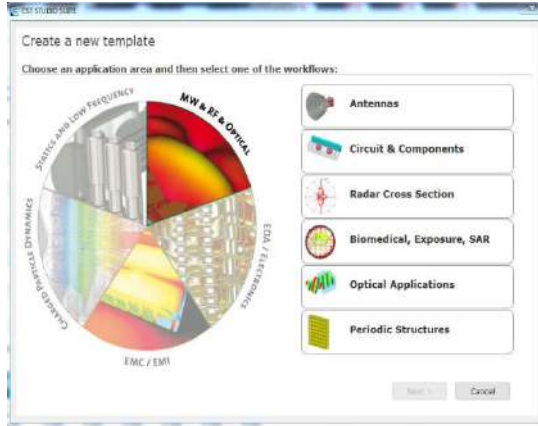 CST STUDIO SUITE
Create a new template
Choose an application area and then select one of the workflows:
STATICS AND LOW FREQUENCY
MW & RF & OPTICAL
EDA / ELECTRONICS
EMC / EMI
CHARGED PARTICLE DYNAMICS
Antennas
Circuit & Components
Radar Cross Section
Biomedical, Exposure, SAR
Optical Applications
Periodic Structures
Next >
Cancel